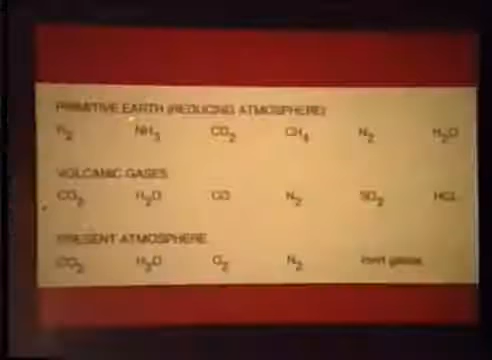 PRIMITIVE EARTH (REDUCING ATMOSPHERE)
H₂ NH₃ CO₂ CH₄ N₂ H₂O
VOLCANIC GASES
CO₂ H₂O CO N₂ SO₂ HCL
PRESENT ATMOSPHERE
CO₂ H₂O O₂ N₂ inert gases